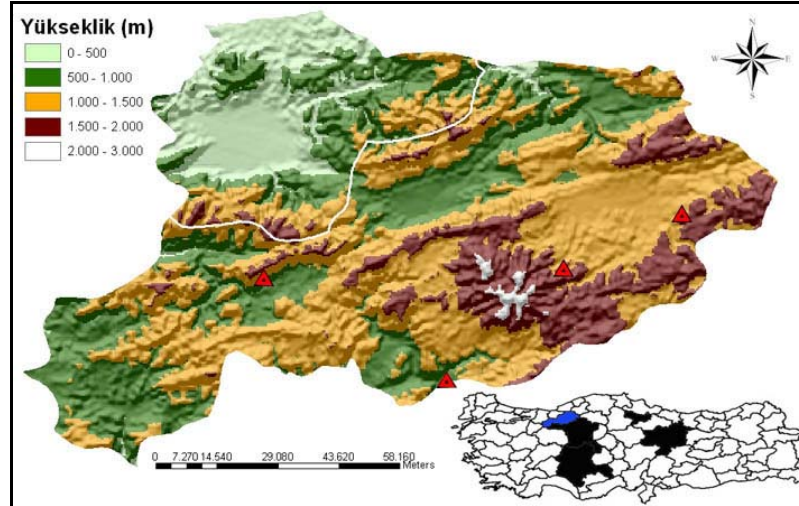 Yükseklik (m)
0 - 500
500 - 1.000
1.000 - 1.500
1.500 - 2.000
2.000 - 3.000
N
W E
S
0 7.270 14.540 29.080 43.620 58.160
Meters